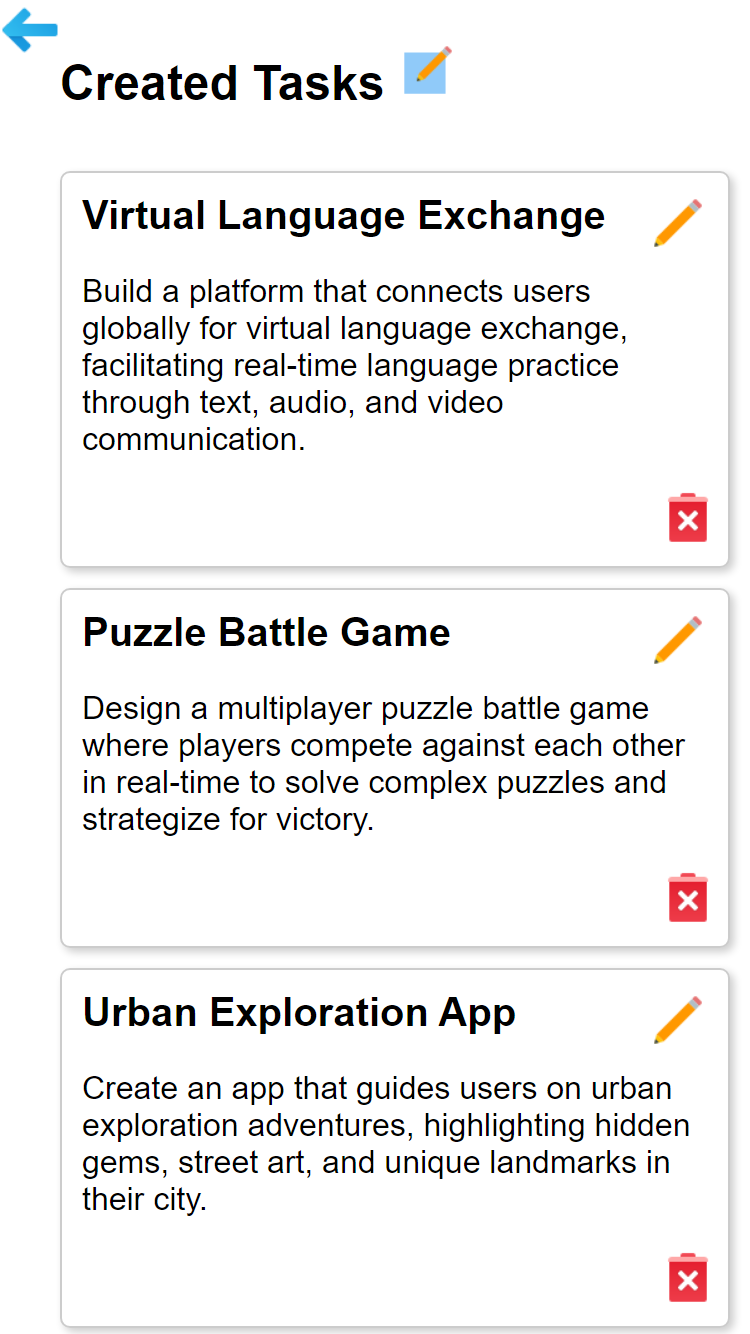 Created Tasks
Virtual Language Exchange
Build a platform that connects users
globally for virtual language exchange,
facilitating real-time language practice
through text, audio, and video
communication.
Puzzle Battle Game
Design a multiplayer puzzle battle game
where players compete against each other
in real-time to solve complex puzzles and
strategize for victory.
Urban Exploration App
Create an app that guides users on urban
exploration adventures, highlighting hidden
gems, street art, and unique landmarks in
their city.